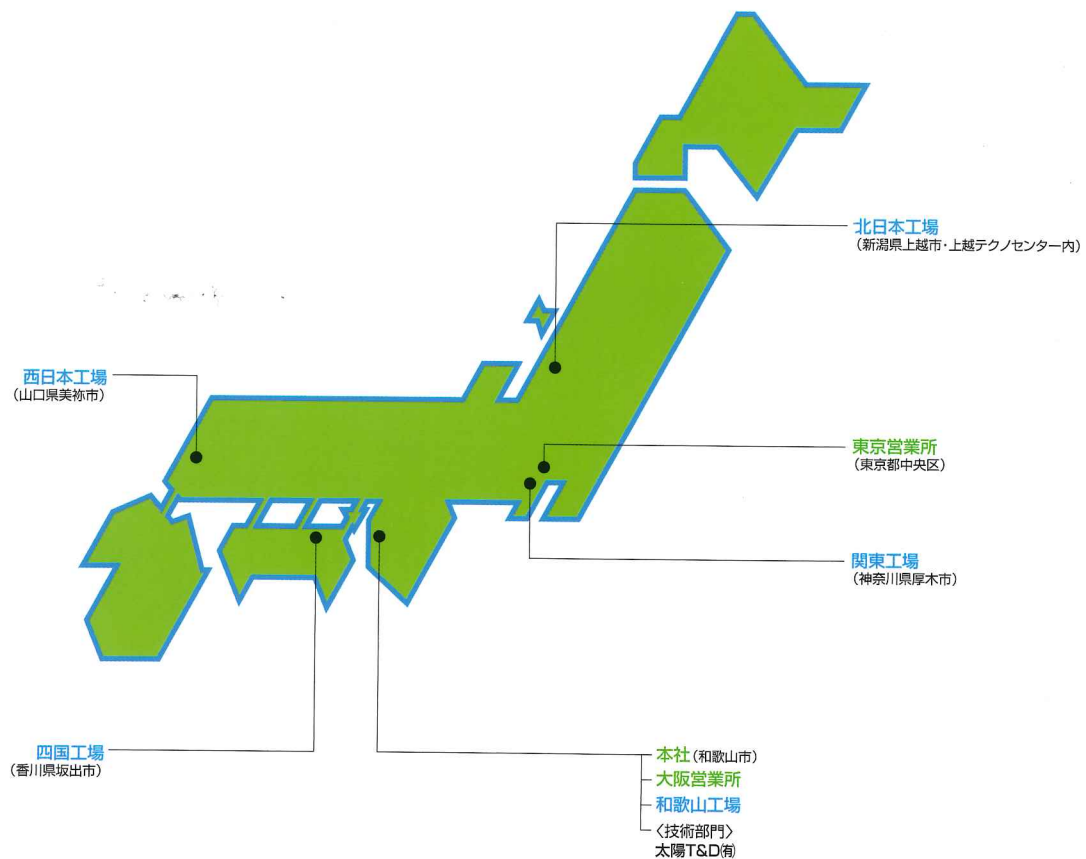 北日本工場
(新潟県上越市・上越テクノセンター内)
西日本工場
(山口県美祢市)
東京営業所
(東京都中央区)
関東工場
(神奈川県厚木市)
四国工場
(香川県坂出市)
本社(和歌山市)
大阪営業所
和歌山工場
〈技術部門〉
太陽T&D㈲